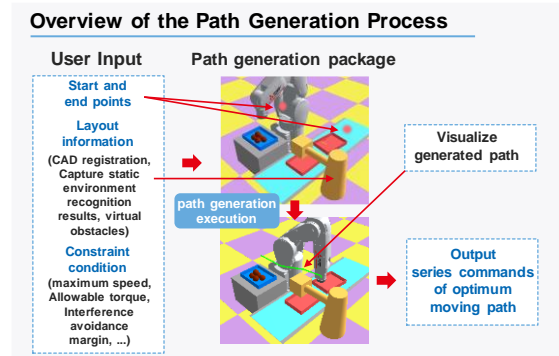 Overview of the Path Generation Process
User Input
Path generation package
Start and
end points
Layout
information
(CAD registration,
Capture static
environment
recognition
results, virtual
obstacles)
Constraint
condition
(maximum speed,
Allowable torque,
Interference
avoidance
margin, ...)
path generation
execution
Visualize
generated path
Output
series commands
of optimum
moving path